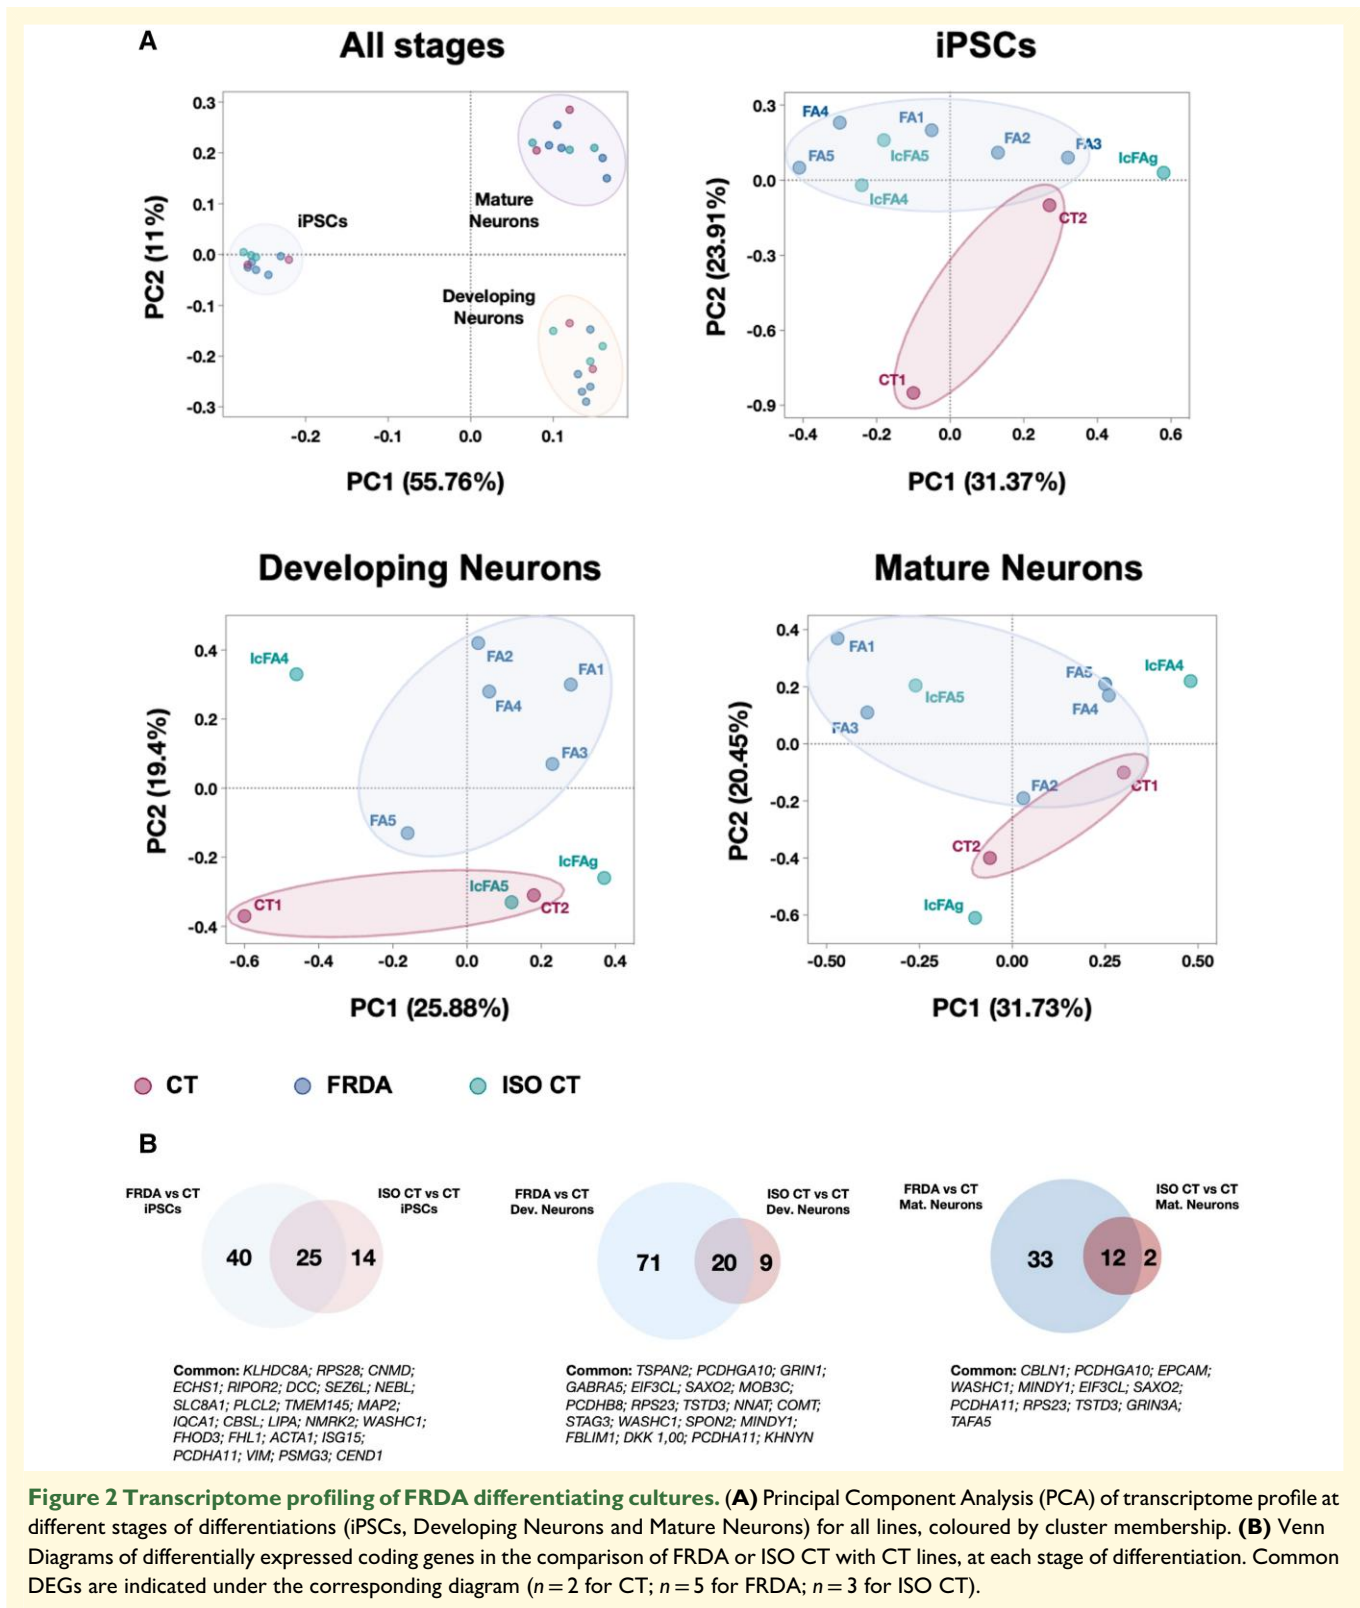 A
All stages
0.3
0.2
0.1
0.0
-0.1
-0.2
-0.3
PC2 (11%)
iPSCs
Mature
Neurons
Developing
Neurons
-0.2
-0.1
0.0
0.1
PC1 (55.76%)
iPSCs
0.3
0.0
-0.3
-0.6
-0.9
PC2 (23.91%)
FA4
FA1
FA2
FA3
FA5
IcFA5
IcFA4
IcFAg
CT2
CT1
-0.4
-0.2
0.0
0.2
0.4
0.6
PC1 (31.37%)
Developing Neurons
0.4
0.2
0.0
-0.2
-0.4
PC2 (19.4%)
IcFA4
FA2
FA1
FA4
FA3
FA5
IcFAg
IcFA5
CT1
CT2
-0.6
-0.4
-0.2
0.0
0.2
0.4
PC1 (25.88%)
Mature Neurons
0.4
0.2
0.0
-0.2
-0.4
-0.6
PC2 (20.45%)
FA1
IcFA5
FA5
IcFA4
FA4
FA3
FA2
CT1
CT2
IcFAg
-0.50
-0.25
0.00
0.25
0.50
PC1 (31.73%)
CT
FRDA
ISO CT
B
FRDA vs CT
iPSCs
ISO CT vs CT
iPSCs
40
25
14
Common: KLHDC8A; RPS28; CNMD;
ECHS1; RIPOR2; DCC; SEZ6L; NEBL;
SLC8A1; PLCL2; TMEM145; MAP2;
IQCA1; CBSL; LIPA; NMRK2; WASHC1;
FHOD3; FHL1; ACTA1; ISG15;
PCDHA11; VIM; PSMG3; CEND1
FRDA vs CT
Dev. Neurons
ISO CT vs CT
Dev. Neurons
71
20
9
Common: TSPAN2; PCDHGA10; GRIN1;
GABRA5; EIF3CL; SAXO2; MOB3C;
PCDHB8; RPS23; TSTD3; NNAT; COMT;
STAG3; WASHC1; SPON2; MINDY1;
FBLIM1; DKK 1,00; PCDHA11; KHNYN
FRDA vs CT
Mat. Neurons
ISO CT vs CT
Mat. Neurons
33
12
2
Common: CBLN1; PCDHGA10; EPCAM;
WASHC1; MINDY1; EIF3CL; SAXO2;
PCDHA11; RPS23; TSTD3; GRIN3A;
TAFA5
Figure 2 Transcriptome profiling of FRDA differentiating cultures. (A) Principal Component Analysis (PCA) of transcriptome profile at
different stages of differentiations (iPSCs, Developing Neurons and Mature Neurons) for all lines, coloured by cluster membership. (B) Venn
Diagrams of differentially expressed coding genes in the comparison of FRDA or ISO CT with CT lines, at each stage of differentiation. Common
DEGs are indicated under the corresponding diagram (n = 2 for CT; n = 5 for FRDA; n = 3 for ISO CT).